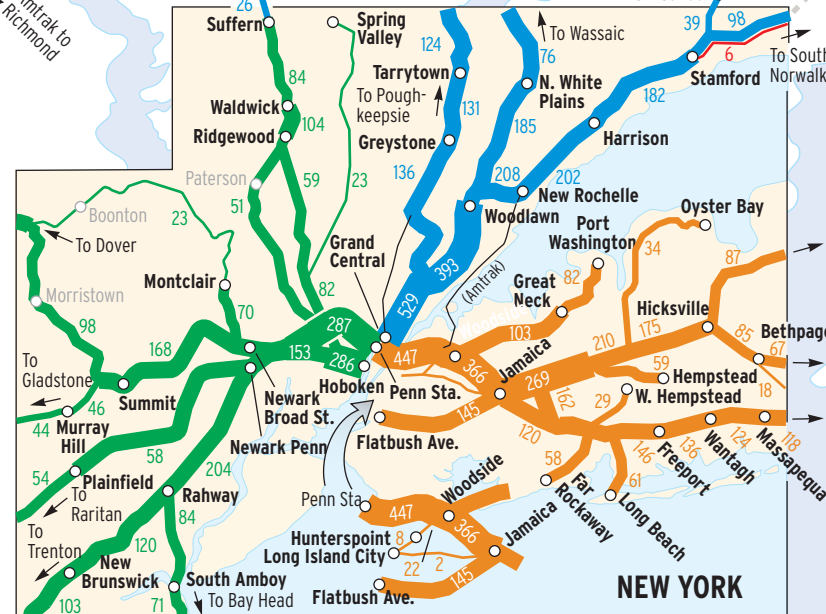 26
Amtrak to
Richmond
Suffern
Spring
Valley
124
76
To Wassaic
39
98
6
To South
Norwalk
Stamford
84
Tarrytown
To Pough-
keepsie
131
N. White
Plains
182
Waldwick
104
Ridgewood
Greystone
185
Harrison
Paterson
59
23
136
208
202
51
New Rochelle
Boonton
23
Woodlawn
Port
Washington
Oyster Bay
To Dover
Grand
Central
393
(Amtrak)
34
87
Montclair
Great
Neck
82
Morristown
82
529
Hicksville
70
287
Woodside
103
210
175
85
Bethpage
98
168
153
286
447
366
Jamaica
67
To
Gladstone
Hoboken
Penn Sta.
269
59
Hempstead
18
46
Summit
Newark
Broad St.
145
162
29
W. Hempstead
44
Murray
Hill
Newark Penn
Flatbush Ave.
120
146
136
124
118
58
204
Freeport
Wantagh
Massapequa
54
Plainfield
58
61
Far
Rockaway
Long Beach
To
Raritan
Rahway
Penn Sta.
Woodside
84
447
366
Jamaica
To
Trenton
120
Hunterspoint
8
Long Island City
New
Brunswick
22
2
South Amboy
145
103
71
To Bay Head
Flatbush Ave.
NEW YORK